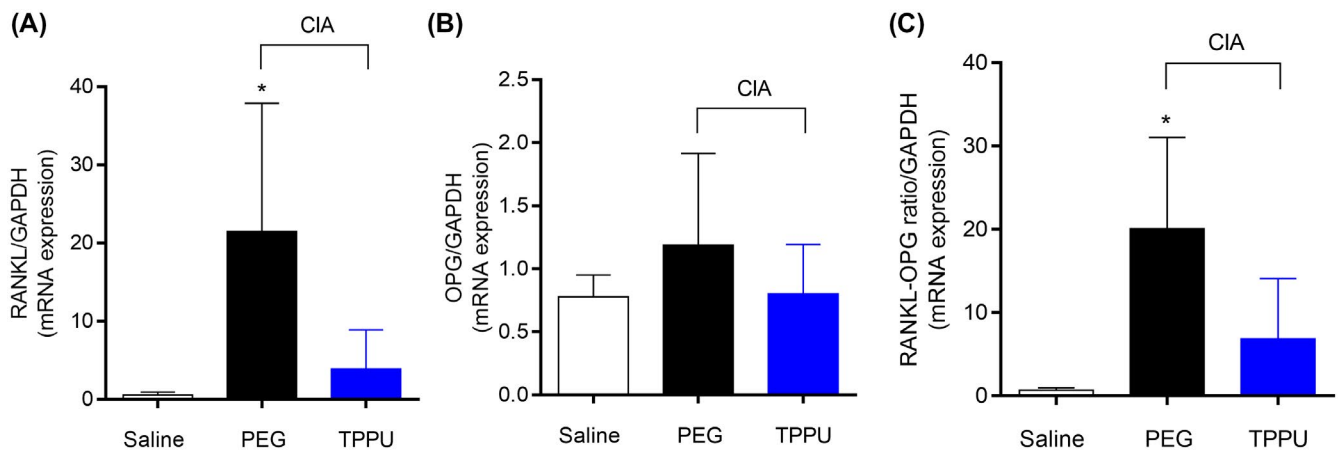 (A)
CIA
RANKL/GAPDH
(mRNA expression)
40
30
20
10
0
*
Saline
PEG
TPPU
(B)
CIA
OPG/GAPDH
(mRNA expression)
2.5
2.0
1.5
1.0
0.5
0.0
Saline
PEG
TPPU
(C)
CIA
RANKL-OPG ratio/GAPDH
(mRNA expression)
40
30
20
10
0
*
Saline
PEG
TPPU